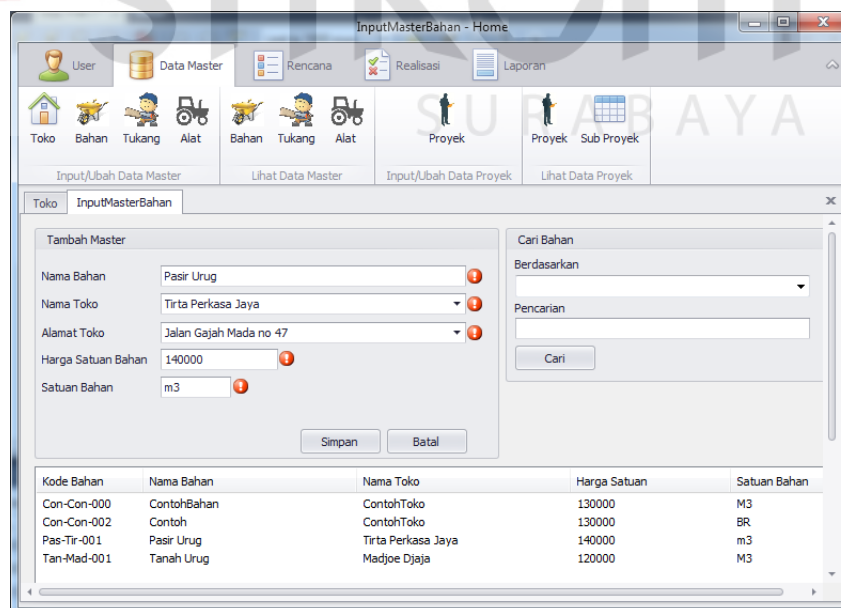 InputMasterBahan - Home
User Data Master Rencana Realisasi Laporan
SURABAYA
Toko Bahan Tukang Alat Bahan Tukang Alat Proyek Proyek Sub Proyek
Input/Ubah Data Master Lihat Data Master Input/Ubah Data Proyek Lihat Data Proyek
Toko InputMasterBahan
Tambah Master
Nama Bahan Pasir Urug
Nama Toko Tirta Perkasa Jaya
Alamat Toko Jalan Gajah Mada no 47
Harga Satuan Bahan 140000
Satuan Bahan m3
Simpan Batal
Cari Bahan
Berdasarkan
Pencarian
Cari
Kode Bahan Nama Bahan Nama Toko Harga Satuan Satuan Bahan
Con-Con-000 ContohBahan ContohToko 130000 M3
Con-Con-002 Contoh ContohToko 130000 BR
Pas-Tir-001 Pasir Urug Tirta Perkasa Jaya 140000 m3
Tan-Mad-001 Tanah Urug Madjoe Djaja 120000 M3